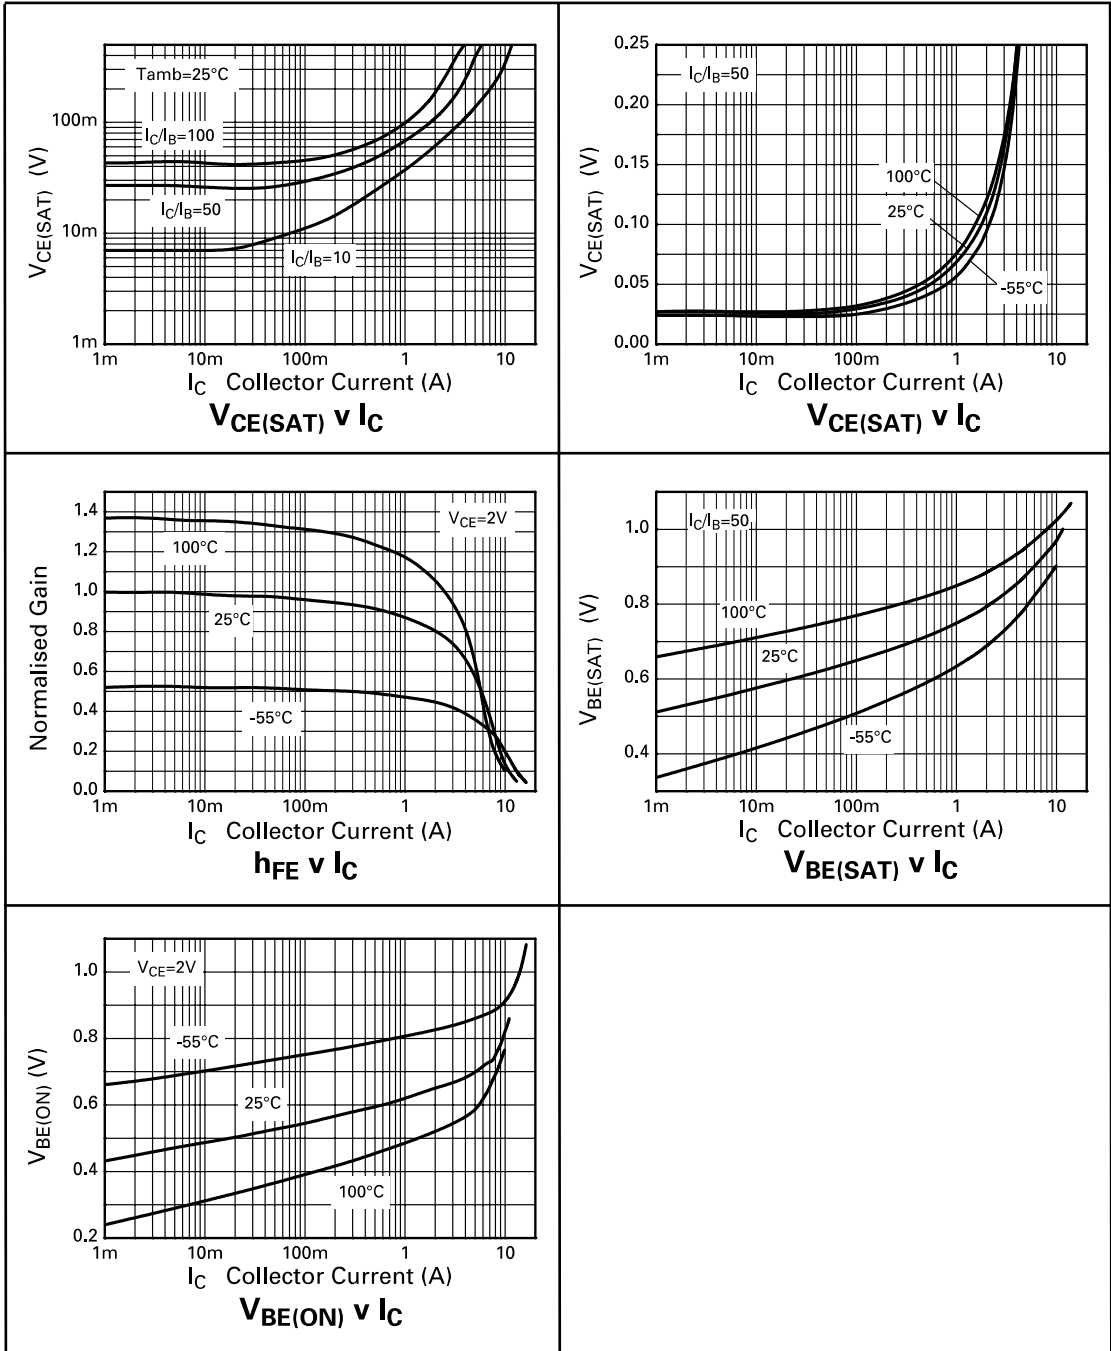 Tamb=25°C
IC/IB=100
IC/IB=50
IC/IB=10
100m
10m
1m
VCE(SAT) (V)
1m 10m 100m 1 10
IC Collector Current (A)
VCE(SAT) v IC
IC/IB=50
100°C
25°C
-55°C
0.25
0.20
0.15
0.10
0.05
0.00
VCE(SAT) (V)
1m 10m 100m 1 10
IC Collector Current (A)
VCE(SAT) v IC
VCE=2V
100°C
25°C
-55°C
1.4
1.2
1.0
0.8
0.6
0.4
0.2
0.0
Normalised Gain
1m 10m 100m 1 10
IC Collector Current (A)
hFE v IC
IC/IB=50
100°C
25°C
-55°C
1.0
0.8
0.6
0.4
VBE(SAT) (V)
1m 10m 100m 1 10
IC Collector Current (A)
VBE(SAT) v IC
VCE=2V
-55°C
25°C
100°C
1.0
0.8
0.6
0.4
0.2
VBE(ON) (V)
1m 10m 100m 1 10
IC Collector Current (A)
VBE(ON) v IC